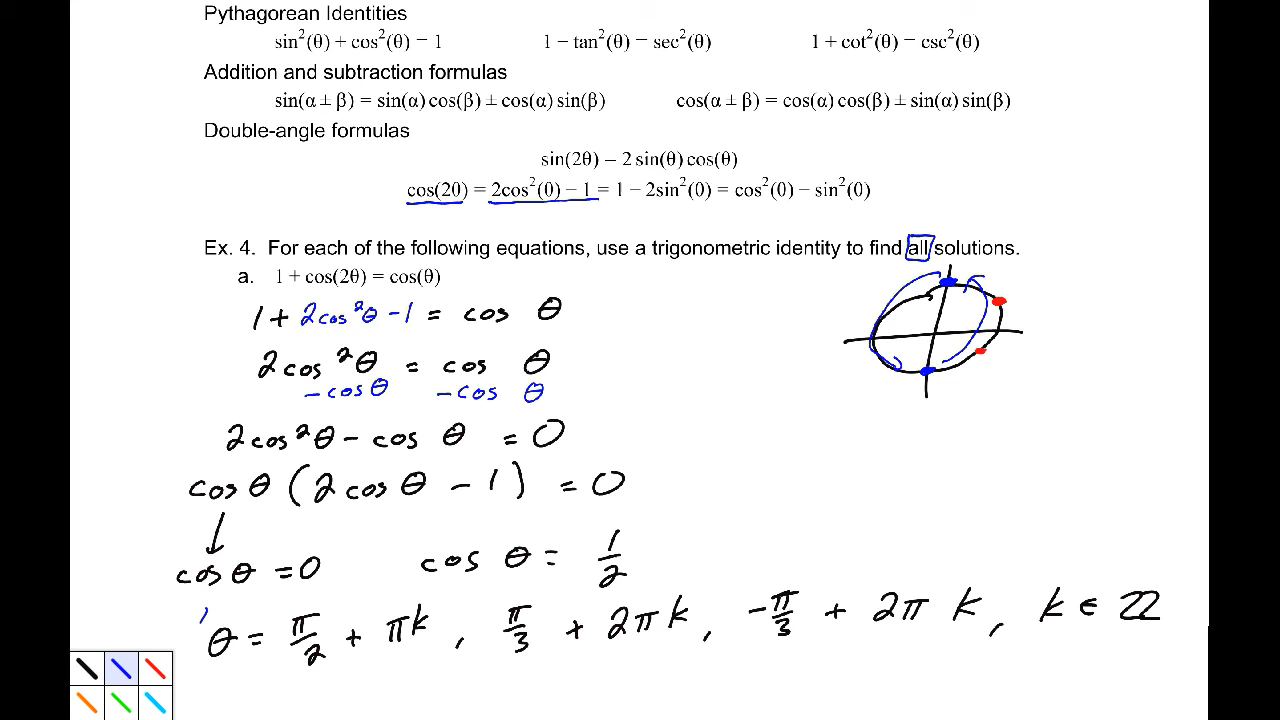 Pythagorean Identities
sin²(θ) + cos²(θ) − 1 1 − tan²(θ) − sec²(θ) 1 + cot²(θ) − csc²(θ)
Addition and subtraction formulas
sin(α ± β) = sin(α) cos(β) ± cos(α) sin(β) cos(α ± β) = cos(α) cos(β) ± sin(α) sin(β)
Double-angle formulas
sin(2θ) − 2 sin(θ) cos(θ)
cos(2θ) = 2cos²(θ) − 1 = 1 − 2sin²(θ) = cos²(θ) − sin²(θ)
Ex. 4. For each of the following equations, use a trigonometric identity to find all solutions.
a. 1 + cos(2θ) = cos(θ)
1 + 2cos²θ - 1 = cos θ
2cos²θ = cos θ
- cos θ - cos θ
2cos²θ - cos θ = 0
cos θ (2 cos θ - 1) = 0
cos θ = 0 cos θ = 1/2
θ = π/2 + πk, π/3 + 2πk, -π/3 + 2πk, k ∈ ℤ